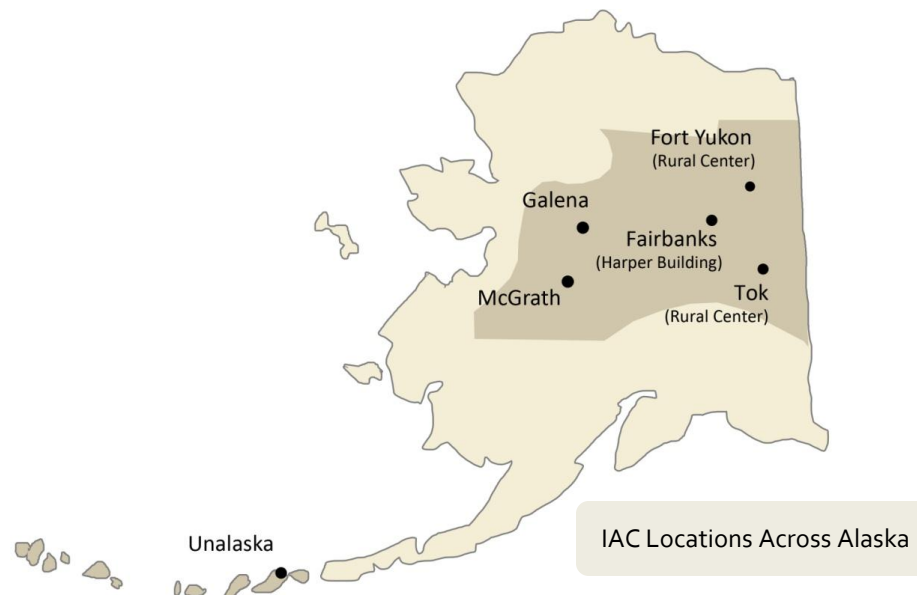 Fort Yukon
(Rural Center)
Galena
Fairbanks
(Harper Building)
McGrath
Tok
(Rural Center)
Unalaska
IAC Locations Across Alaska